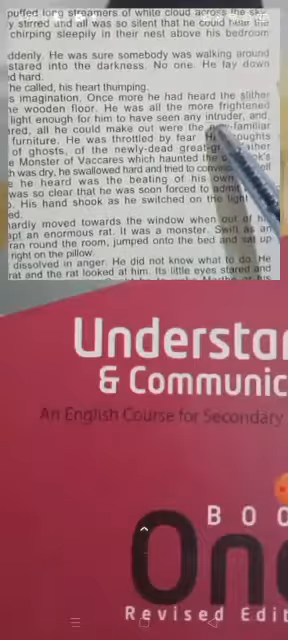 puffed long streamers of white cloud across the sky
y stirred and all was so silent that he could hear the
chirping sleepily in their nest above his bedroom
ddenly. He was sure somebody was walking around
stared into the darkness. No one. He lay down
d hard.
he called, his heart thumping.
s imagination. Once more he had heard the slither
he wooden floor. He was all the more frightened
light enough for him to have seen any intruder, and,
red, all he could make out were the familiar
furniture. He was throttled by fear. thoughts
of ghosts, of the newly-dead
e Monster of Vaccares which haunted the
h was dry, he swallowed hard and tried to
e he heard was the beating of his own
was so clear that he was soon forced to admit
o. His hand shook as he switched on the light
ed.
hardly moved towards the window when out of
apt an enormous rat. It was a monster. Swift as an
ran round the room, jumped onto the bed and sat up
right on the pillow.
dissolved in anger. He did not know what to do. He
rat and the rat looked at him. Its little eyes stared and
Understa
& Communic
An English Course for Secondary
BOO
One
Revised Edit